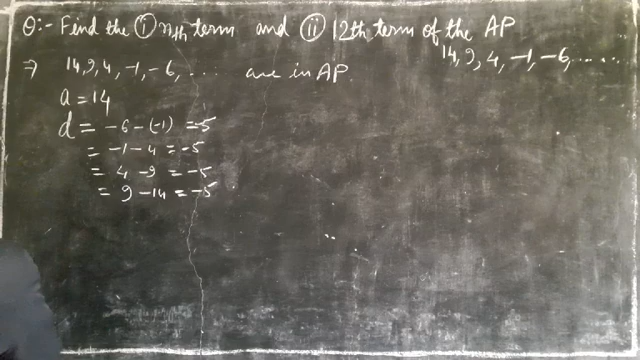 Q:- Find the (i) nth term and (ii) 12th term of the AP
14, 9, 4, -1, -6, .....
⇒ 14, 9, 4, -1, -6, ... are in AP.
a = 14
d = -6 - (-1) = -5
= -1 - 4 = -5
= 4 - 9 = -5
= 9 - 14 = -5